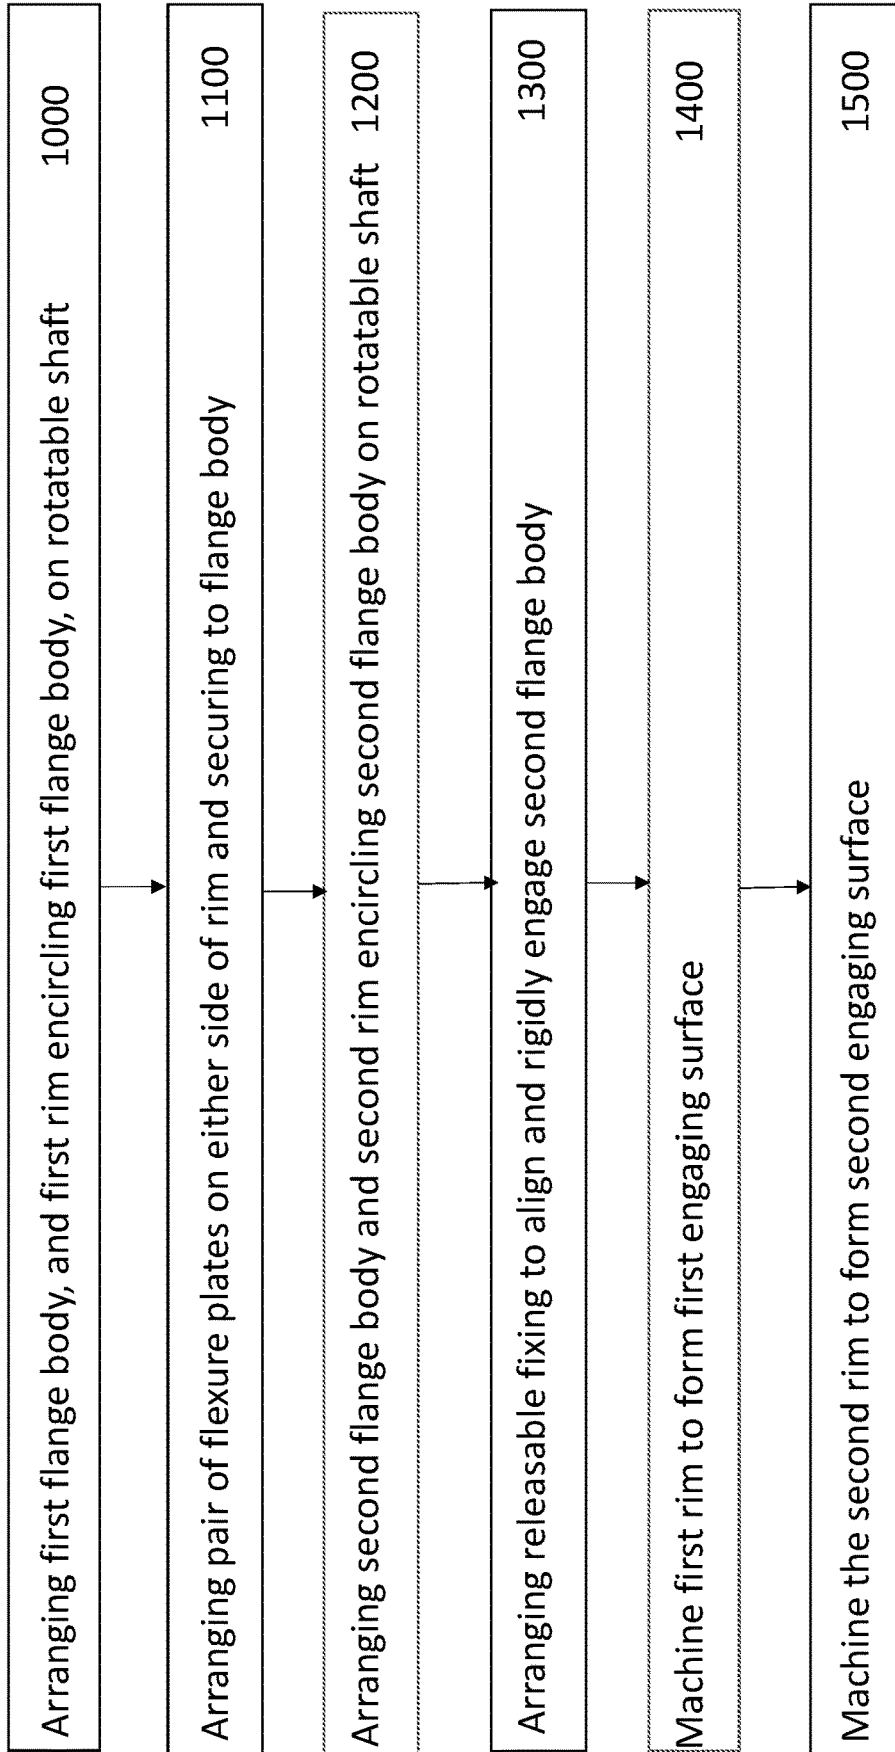 Arranging first flange body, and first rim encircling first flange body, on rotatable shaft 1000
Arranging pair of flexure plates on either side of rim and securing to flange body 1100
Arranging second flange body and second rim encircling second flange body on rotatable shaft 1200
Arranging releasable fixing to align and rigidly engage second flange body 1300
Machine first rim to form first engaging surface 1400
Machine the second rim to form second engaging surface 1500